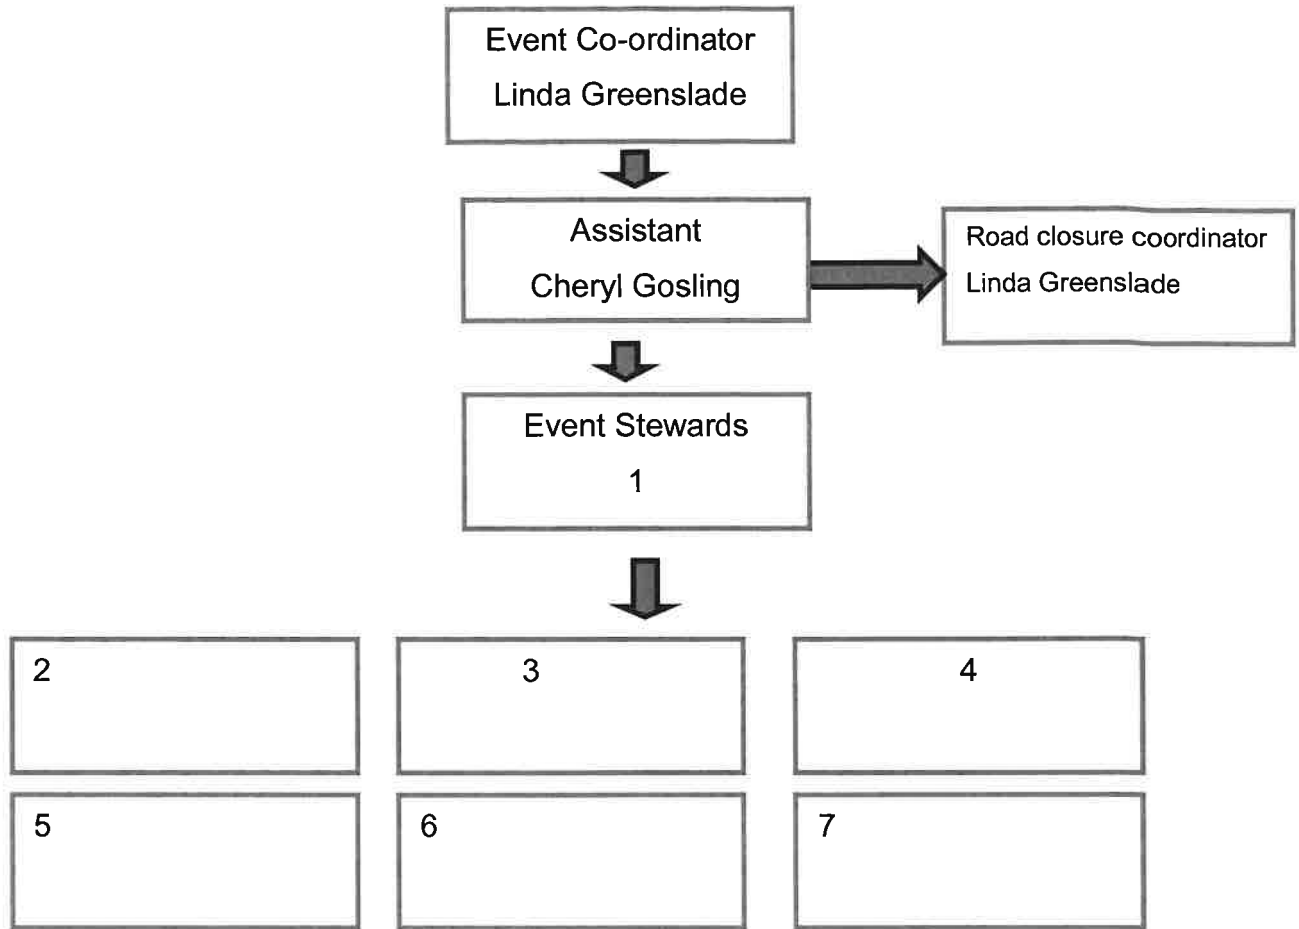 Event Co-ordinator
Linda Greenslade
Assistant
Cheryl Gosling
Road closure coordinator
Linda Greenslade
Event Stewards
1
2
3
4
5
6
7